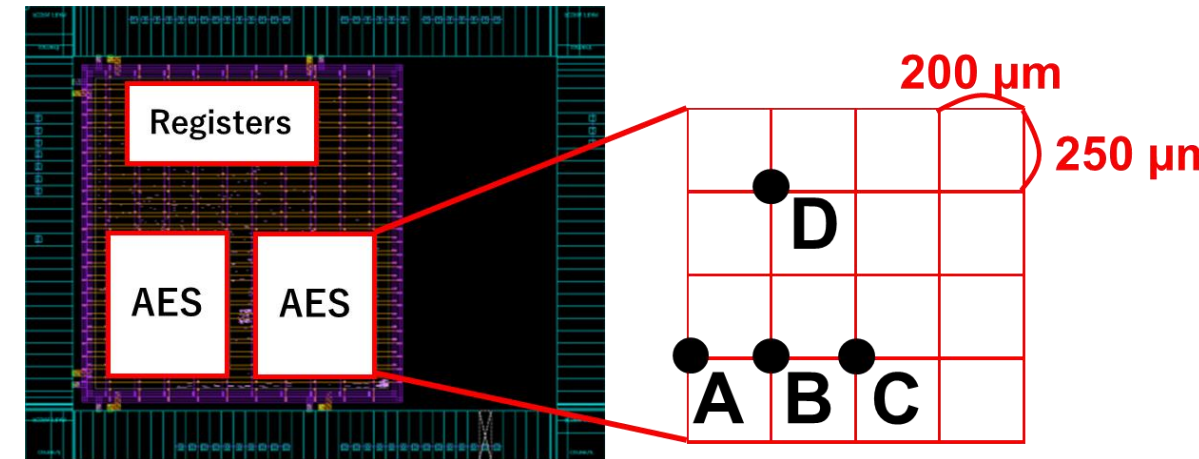 Registers
AES
AES
200 μm
250 μm
D
A
B
C